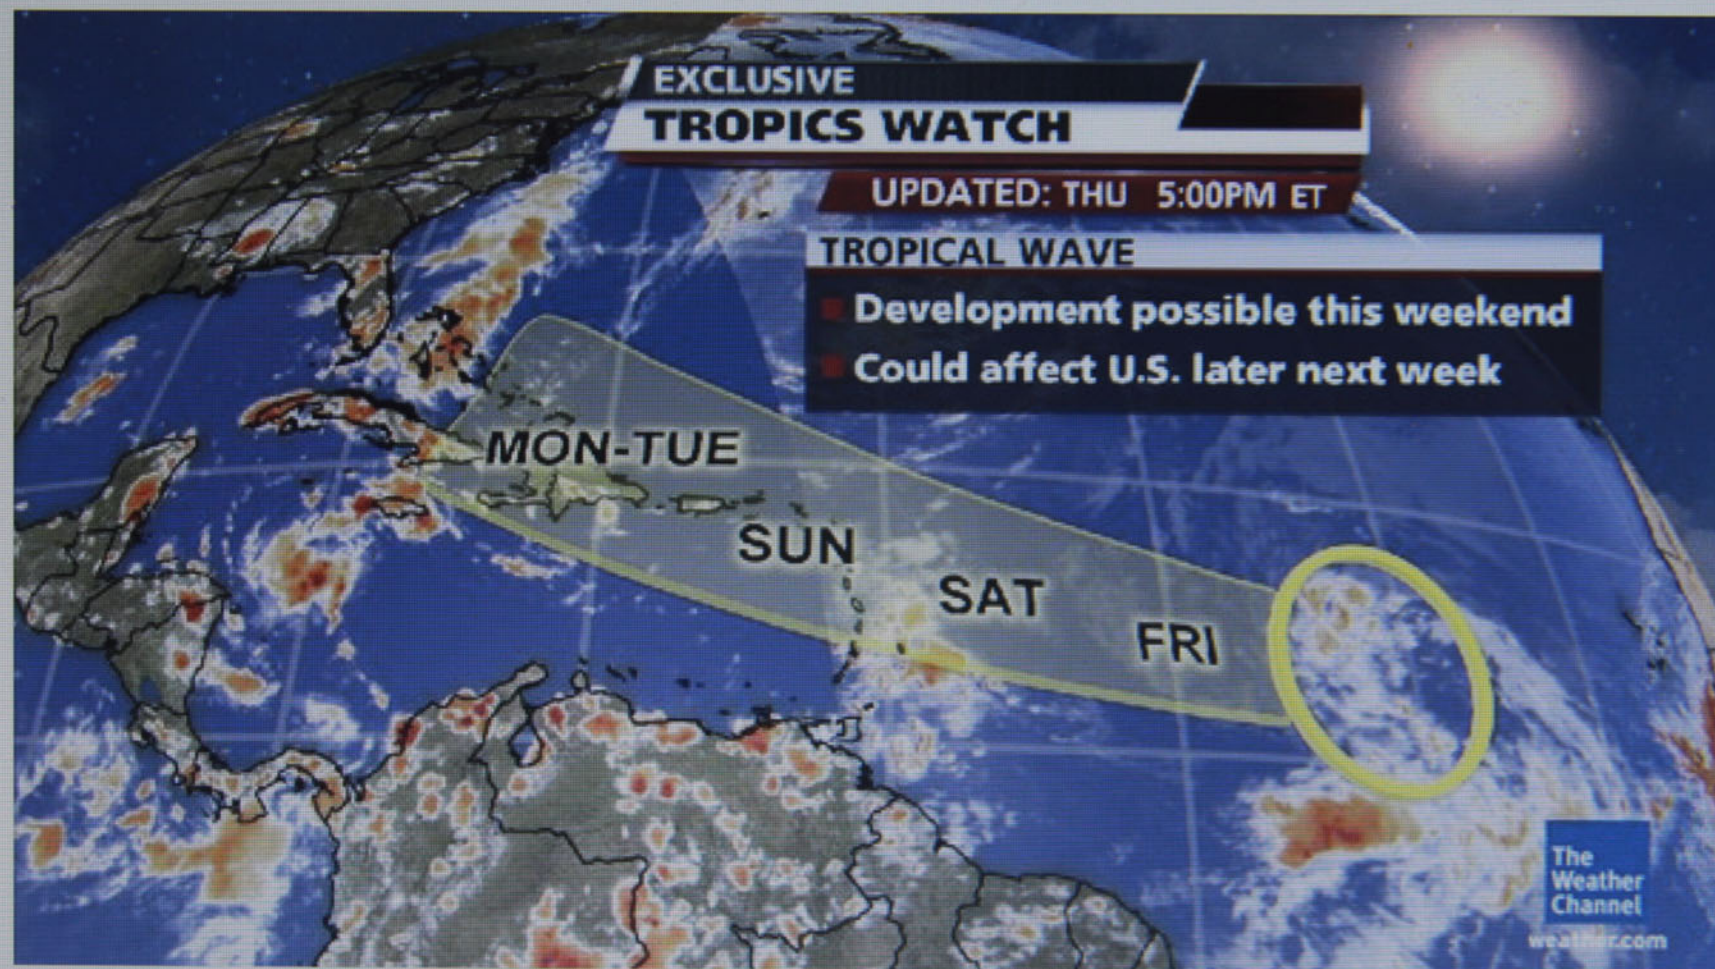 EXCLUSIVE
TROPICS WATCH
UPDATED: THU 5:00PM ET
TROPICAL WAVE
Development possible this weekend
Could affect U.S. later next week
MON-TUE
SUN
SAT
FRI
The
Weather
Channel
weather.com